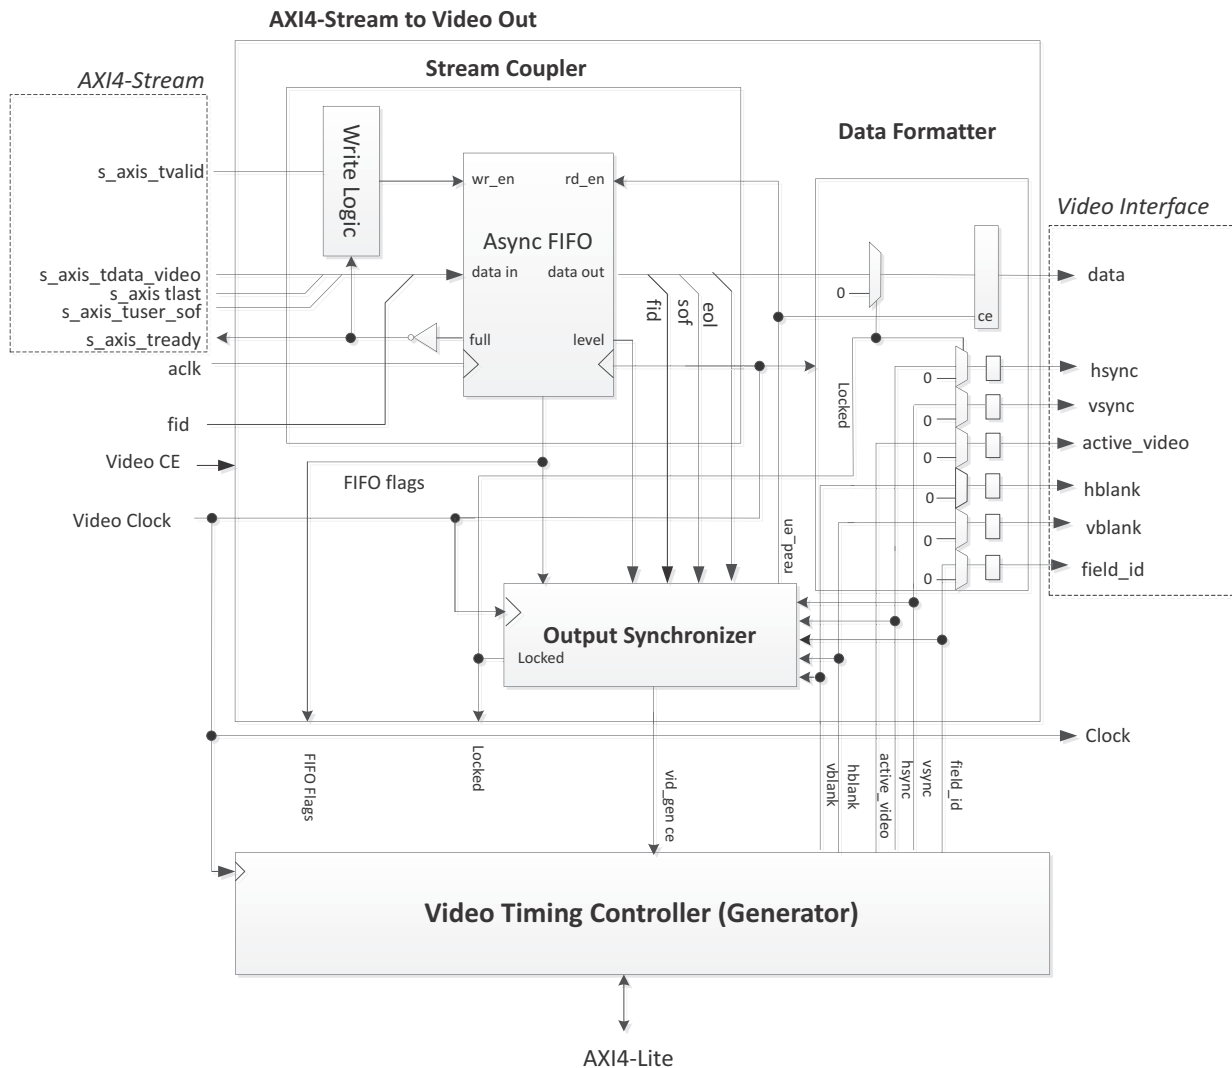 AXI4-Stream to Video Out
AXI4-Stream
Stream Coupler
Data Formatter
Video Interface
s_axis_tvalid
s_axis_tdata_video
s_axis tlast
s_axis_tuser_sof
s_axis_tready
aclk
fid
Video CE
Video Clock
Write Logic
wr_en
rd_en
Async FIFO
data in
data out
full
level
fid
sof
eol
0
ce
data
Locked
0
hsync
0
vsync
0
active_video
0
hblank
0
vblank
0
field_id
FIFO flags
read_en
Output Synchronizer
Locked
Clock
FIFO Flags
Locked
vid_gen ce
vblank
hblank
active_video
hsync
vsync
field_id
Video Timing Controller (Generator)
AXI4-Lite